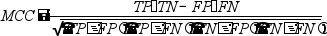 MCC = TP·TN - FP·FN / √(TP+FP)(TP+FN)(TN+FP)(TN+FN)